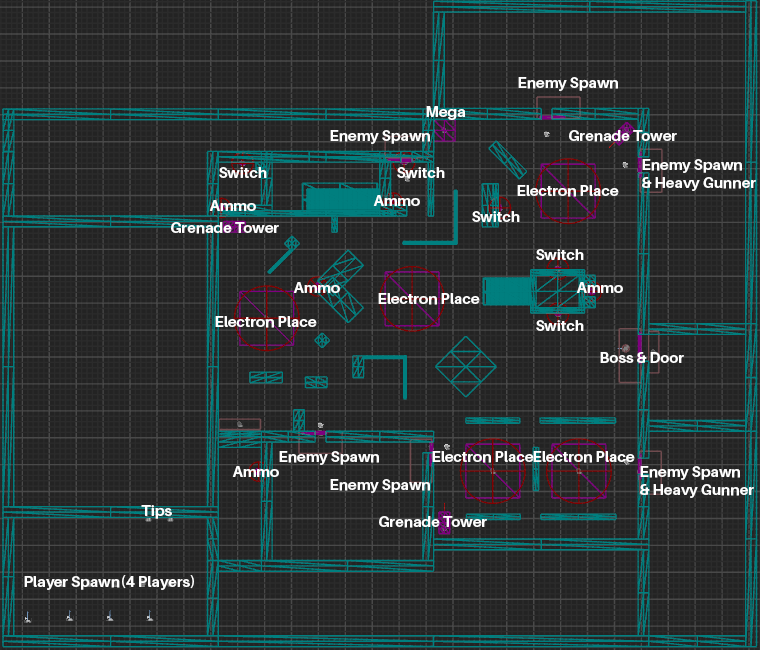 Enemy Spawn
Mega
Enemy Spawn
Grenade Tower
Switch
Switch
Enemy Spawn
& Heavy Gunner
Electron Place
Ammo
Ammo
Switch
Grenade Tower
Switch
Ammo
Ammo
Electron Place
Electron Place
Switch
Boss & Door
Enemy Spawn
Electron Place
Electron Place
Ammo
Enemy Spawn
Enemy Spawn
& Heavy Gunner
Tips
Grenade Tower
Player Spawn(4 Players)